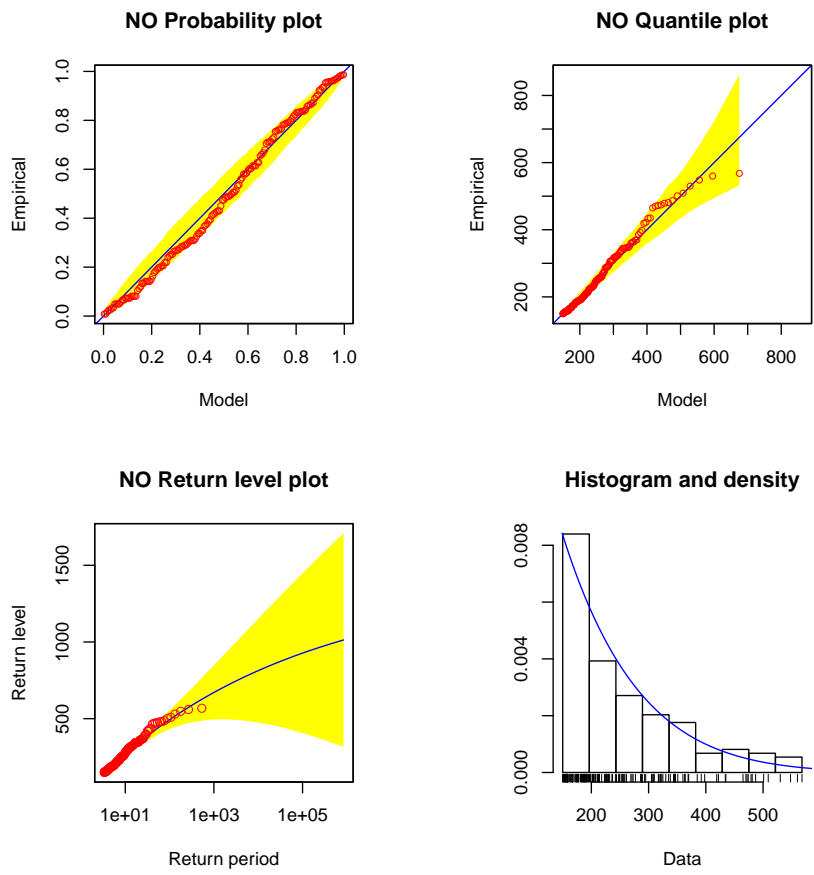 NO Probability plot
Empirical
0.0 0.2 0.4 0.6 0.8 1.0
0.0 0.2 0.4 0.6 0.8 1.0
Model
NO Quantile plot
Empirical
200 400 600 800
200 400 600 800
Model
NO Return level plot
Return level
500 1000 1500
1e+01 1e+03 1e+05
Return period
Histogram and density
0.000 0.004 0.008
200 300 400 500
Data